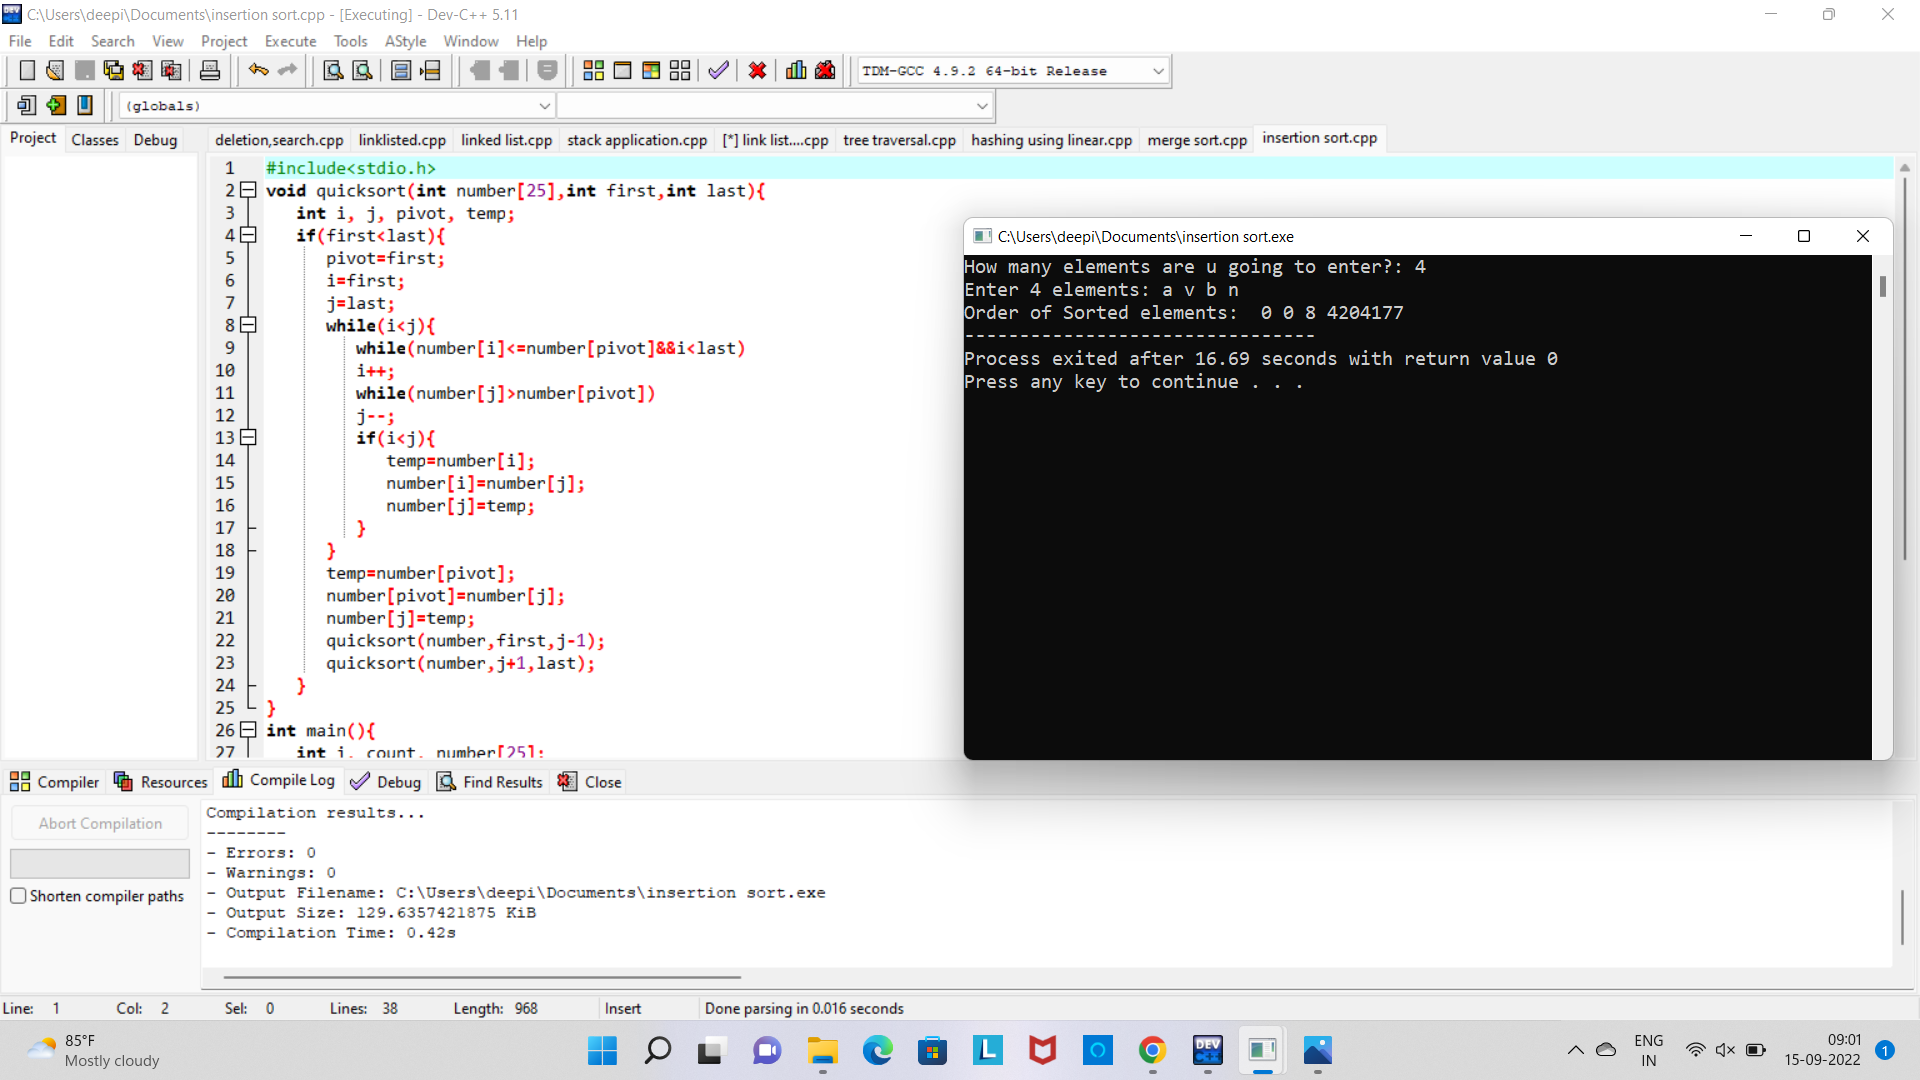 C:\Users\deepi\Documents\insertion sort.cpp - [Executing] - Dev-C++ 5.11
File Edit Search View Project Execute Tools AStyle Window Help
TDM-GCC 4.9.2 64-bit Release
(globals)
Project Classes Debug
deletion,search.cpp linklisted.cpp linked list.cpp stack application.cpp [*] link list....cpp tree traversal.cpp hashing using linear.cpp merge sort.cpp insertion sort.cpp
1 #include<stdio.h>
2 void quicksort(int number[25],int first,int last){
3 int i, j, pivot, temp;
4 if(first<last){
5 pivot=first;
6 i=first;
7 j=last;
8 while(i<j){
9 while(number[i]<=number[pivot]&&i<last)
10 i++;
11 while(number[j]>number[pivot])
12 j--;
13 if(i<j){
14 temp=number[i];
15 number[i]=number[j];
16 number[j]=temp;
17 }
18 }
19 temp=number[pivot];
20 number[pivot]=number[j];
21 number[j]=temp;
22 quicksort(number,first,j-1);
23 quicksort(number,j+1,last);
24 }
25 }
26 int main(){
27 int i, count, number[25];
C:\Users\deepi\Documents\insertion sort.exe
How many elements are u going to enter?: 4
Enter 4 elements: a v b n
Order of Sorted elements:  0 0 8 4204177
--------------------------------
Process exited after 16.69 seconds with return value 0
Press any key to continue . . .
Compiler Resources Compile Log Debug Find Results Close
Abort Compilation
Shorten compiler paths
Compilation results...
--------
- Errors: 0
- Warnings: 0
- Output Filename: C:\Users\deepi\Documents\insertion sort.exe
- Output Size: 129.6357421875 KiB
- Compilation Time: 0.42s
Line: 1 Col: 2 Sel: 0 Lines: 38 Length: 968 Insert Done parsing in 0.016 seconds
85°F
Mostly cloudy
DEV C++
ENG
IN
09:01
15-09-2022
1